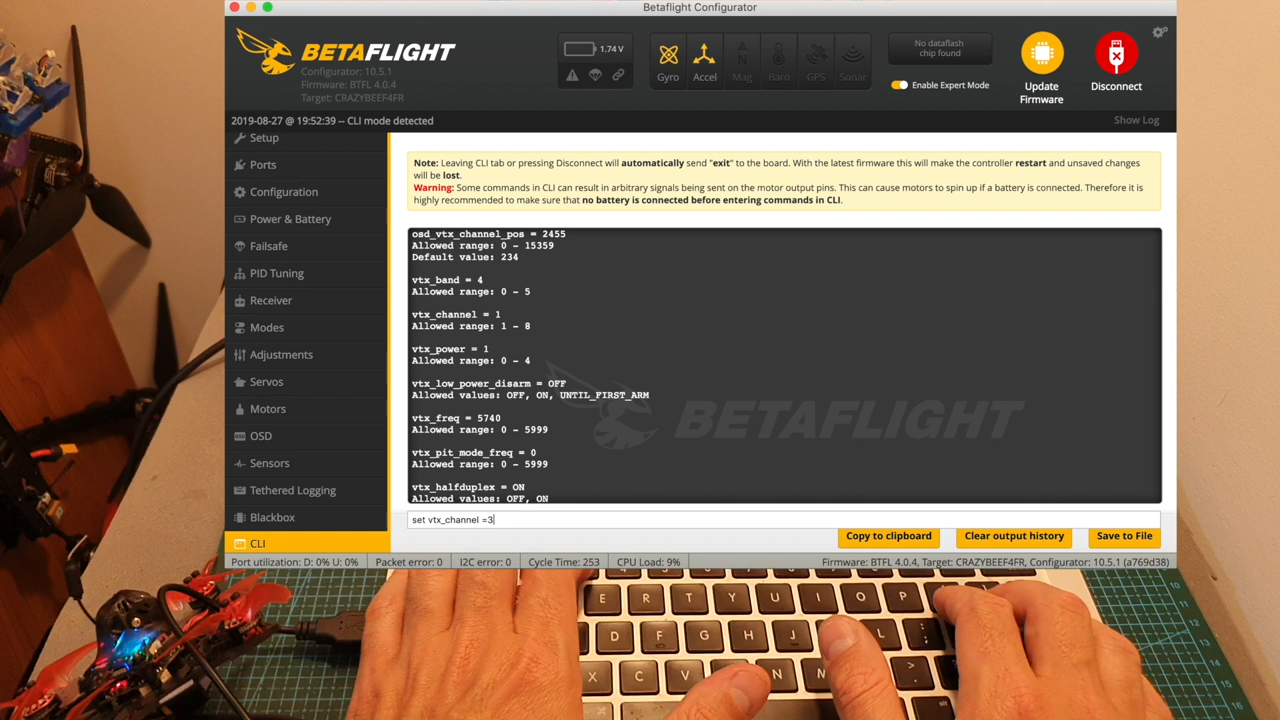 Betaflight Configurator
BETAFLIGHT
Configurator: 10.5.1
Firmware: BTFL 4.0.4
Target: CRAZYBEEF4FR
1.74 V
Gyro
Accel
Mag
Baro
GPS
Sonar
No dataflash
chip found
Enable Expert Mode
Update
Firmware
Disconnect
2019-08-27 @ 19:52:39 -- CLI mode detected
Show Log
Setup
Ports
Configuration
Power & Battery
Failsafe
PID Tuning
Receiver
Modes
Adjustments
Servos
Motors
OSD
Sensors
Tethered Logging
Blackbox
CLI
Note: Leaving CLI tab or pressing Disconnect will automatically send "exit" to the board. With the latest firmware this will make the controller restart and unsaved changes
will be lost.
Warning: Some commands in CLI can result in arbitrary signals being sent on the motor output pins. This can cause motors to spin up if a battery is connected. Therefore it is
highly recommended to make sure that no battery is connected before entering commands in CLI.
osd_vtx_channel_pos = 2455
Allowed range: 0 - 15359
Default value: 234
vtx_band = 4
Allowed range: 0 - 5
vtx_channel = 1
Allowed range: 1 - 8
vtx_power = 1
Allowed range: 0 - 4
vtx_low_power_disarm = OFF
Allowed values: OFF, ON, UNTIL_FIRST_ARM
vtx_freq = 5740
Allowed range: 0 - 5999
vtx_pit_mode_freq = 0
Allowed range: 0 - 5999
vtx_halfduplex = ON
Allowed values: OFF, ON
BETAFLIGHT
set vtx_channel =3
Copy to clipboard
Clear output history
Save to File
Port utilization: D: 0% U: 0%
Packet error: 0
I2C error: 0
Cycle Time: 253
CPU Load: 9%
Firmware: BTFL 4.0.4, Target: CRAZYBEEF4FR, Configurator: 10.5.1 (a769d38)
E R T Y U I O P
D F G H J L
X C N M
10
11
12
13
14
15
16